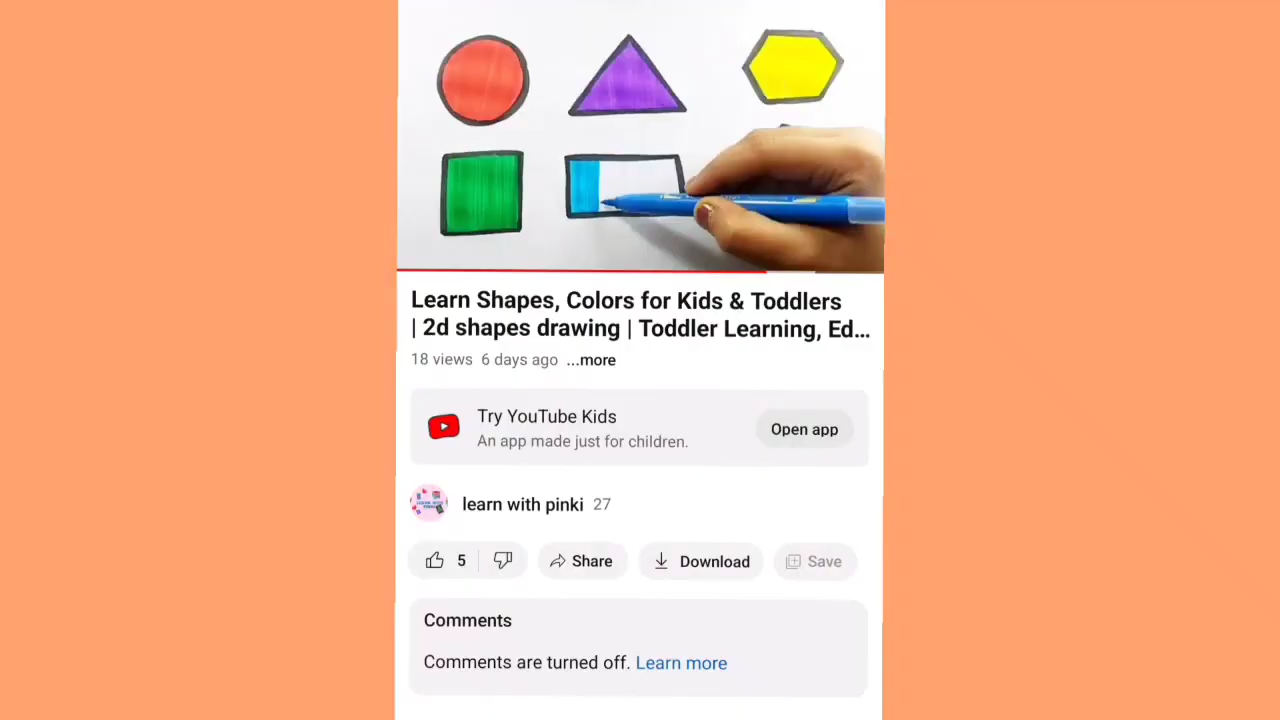 Learn Shapes, Colors for Kids & Toddlers
| 2d shapes drawing | Toddler Learning, Ed...
18 views 6 days ago ...more
Try YouTube Kids
An app made just for children.
Open app
learn with pinki 27
5
Share
Download
Save
Comments
Comments are turned off. Learn more